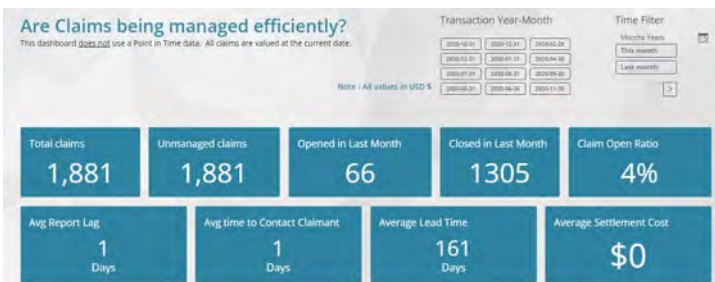 Are Claims being managed efficiently?
This dashboard does not use a Point in Time data. All claims are valued at the current date.
Note : All values in USD $
Transaction Year-Month
Time Filter
Months Years
This month
Last month
>
Total claims
1,881
Unmanaged claims
1,881
Opened in Last Month
66
Closed in Last Month
1305
Claim Open Ratio
4%
Avg Report Lag
1
Days
Avg time to Contact Claimant
1
Days
Average Lead Time
161
Days
Average Settlement Cost
$0